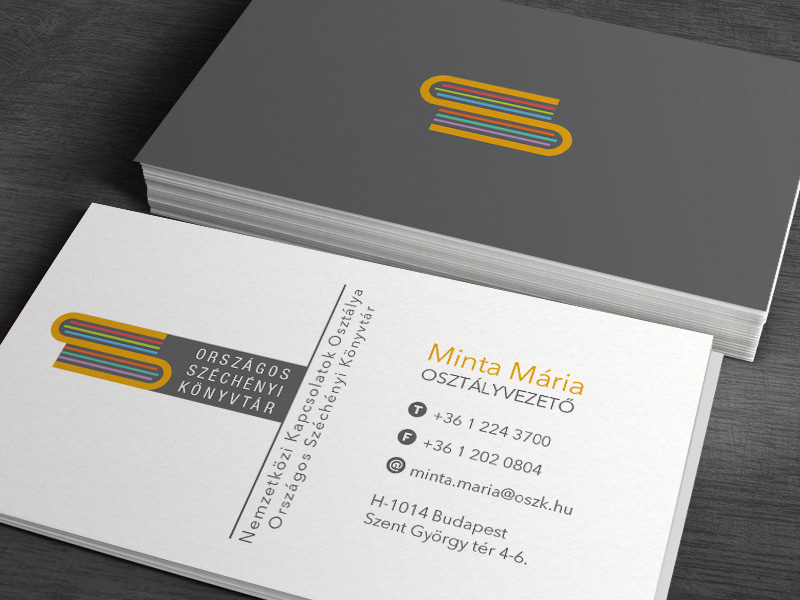 ORSZÁGOS
SZÉCHÉNYI
KÖNYVTÁR
Nemzetközi Kapcsolatok Osztálya
Országos Széchényi Könyvtár
Minta Mária
OSZTÁLYVEZETŐ
T +36 1 224 3700
F +36 1 202 0804
@ minta.maria@oszk.hu
H-1014 Budapest
Szent György tér 4-6.